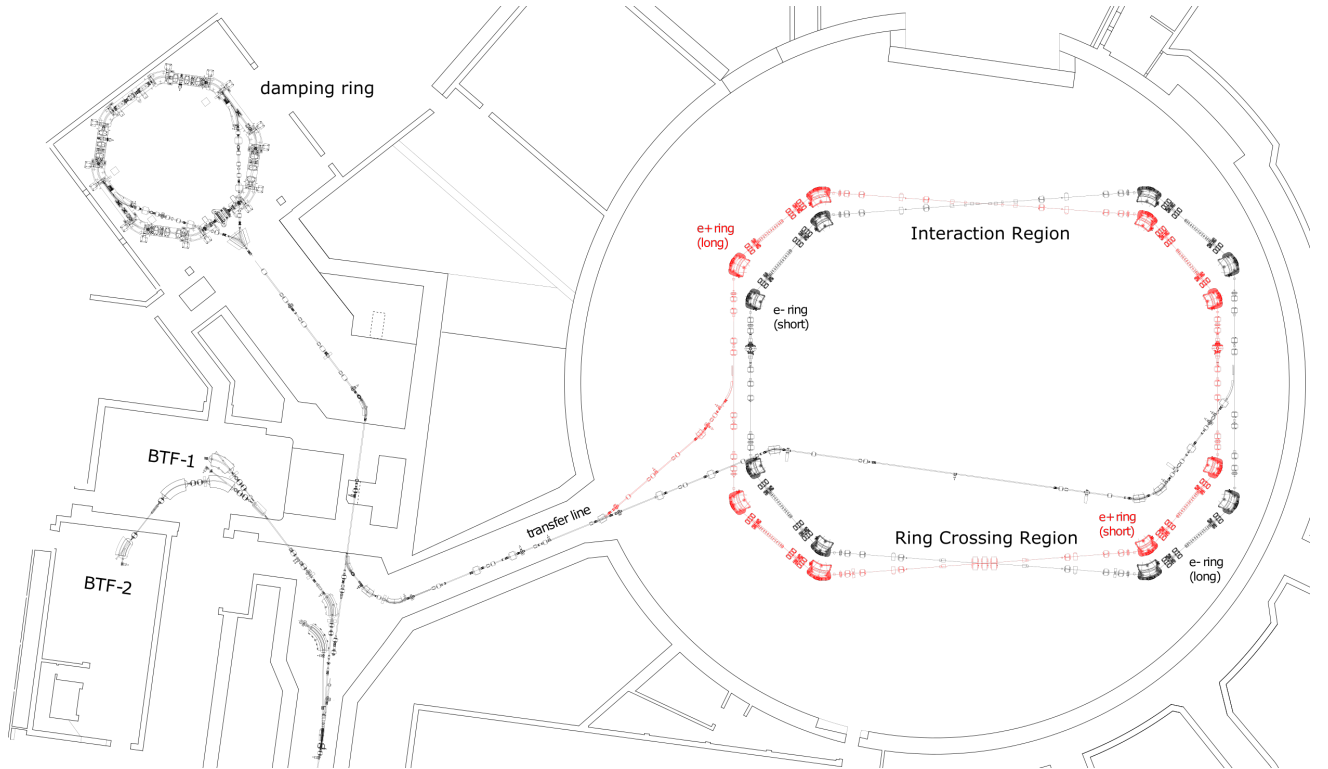 damping ring
e+ ring
(long)
Interaction Region
e- ring
(short)
BTF-1
transfer line
e+ ring
(short)
Ring Crossing Region
e- ring
(long)
BTF-2